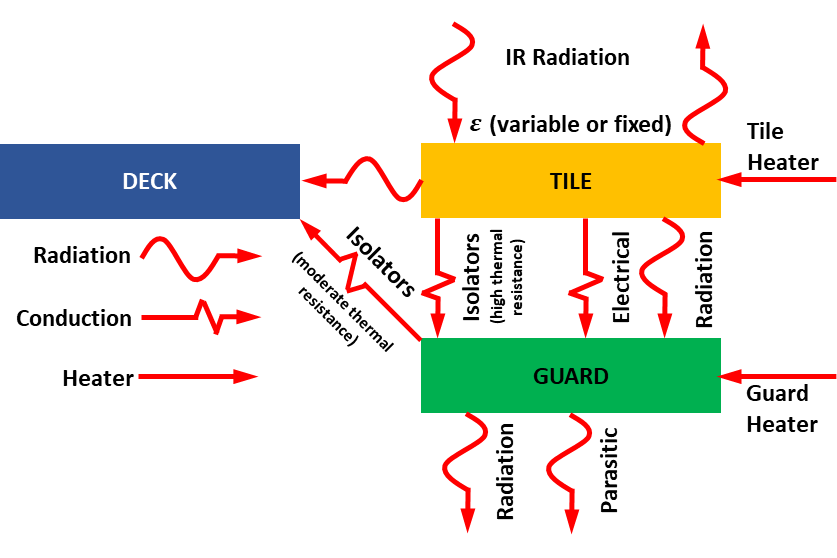 IR Radiation
ε (variable or fixed)
Tile
Heater
DECK
TILE
Radiation
Isolators
(moderate thermal
resistance)
Isolators
(high thermal
resistance)
Electrical
Radiation
Conduction
Heater
GUARD
Guard
Heater
Radiation
Parasitic